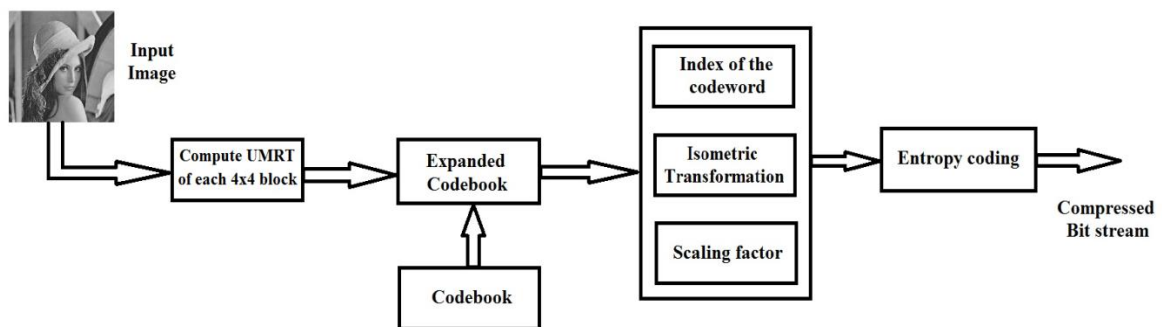 Input
Image
Compute UMRT
of each 4x4 block
Expanded
Codebook
Codebook
Index of the
codeword
Isometric
Transformation
Scaling factor
Entropy coding
Compressed
Bit stream